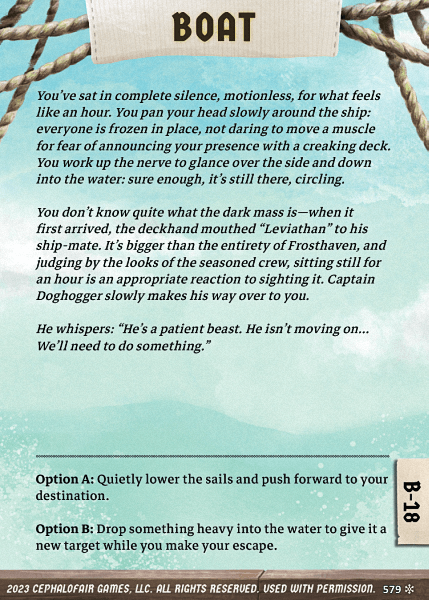 BOAT
You've sat in complete silence, motionless, for what feels
like an hour. You pan your head slowly around the ship:
everyone is frozen in place, not daring to move a muscle
for fear of announcing your presence with a creaking deck.
You work up the nerve to glance over the side and down
into the water: sure enough, it's still there, circling.
You don't know quite what the dark mass is—when it
first arrived, the deckhand mouthed “Leviathan” to his
ship-mate. It's bigger than the entirety of Frosthaven, and
judging by the looks of the seasoned crew, sitting still for
an hour is an appropriate reaction to sighting it. Captain
Doghogger slowly makes his way over to you.
He whispers: “He's a patient beast. He isn't moving on...
We'll need to do something.”
Option A: Quietly lower the sails and push forward to your
destination.
Option B: Drop something heavy into the water to give it a
new target while you make your escape.
B-18
2023 CEPHALOFAIR GAMES, LLC. ALL RIGHTS RESERVED. USED WITH PERMISSION. 579